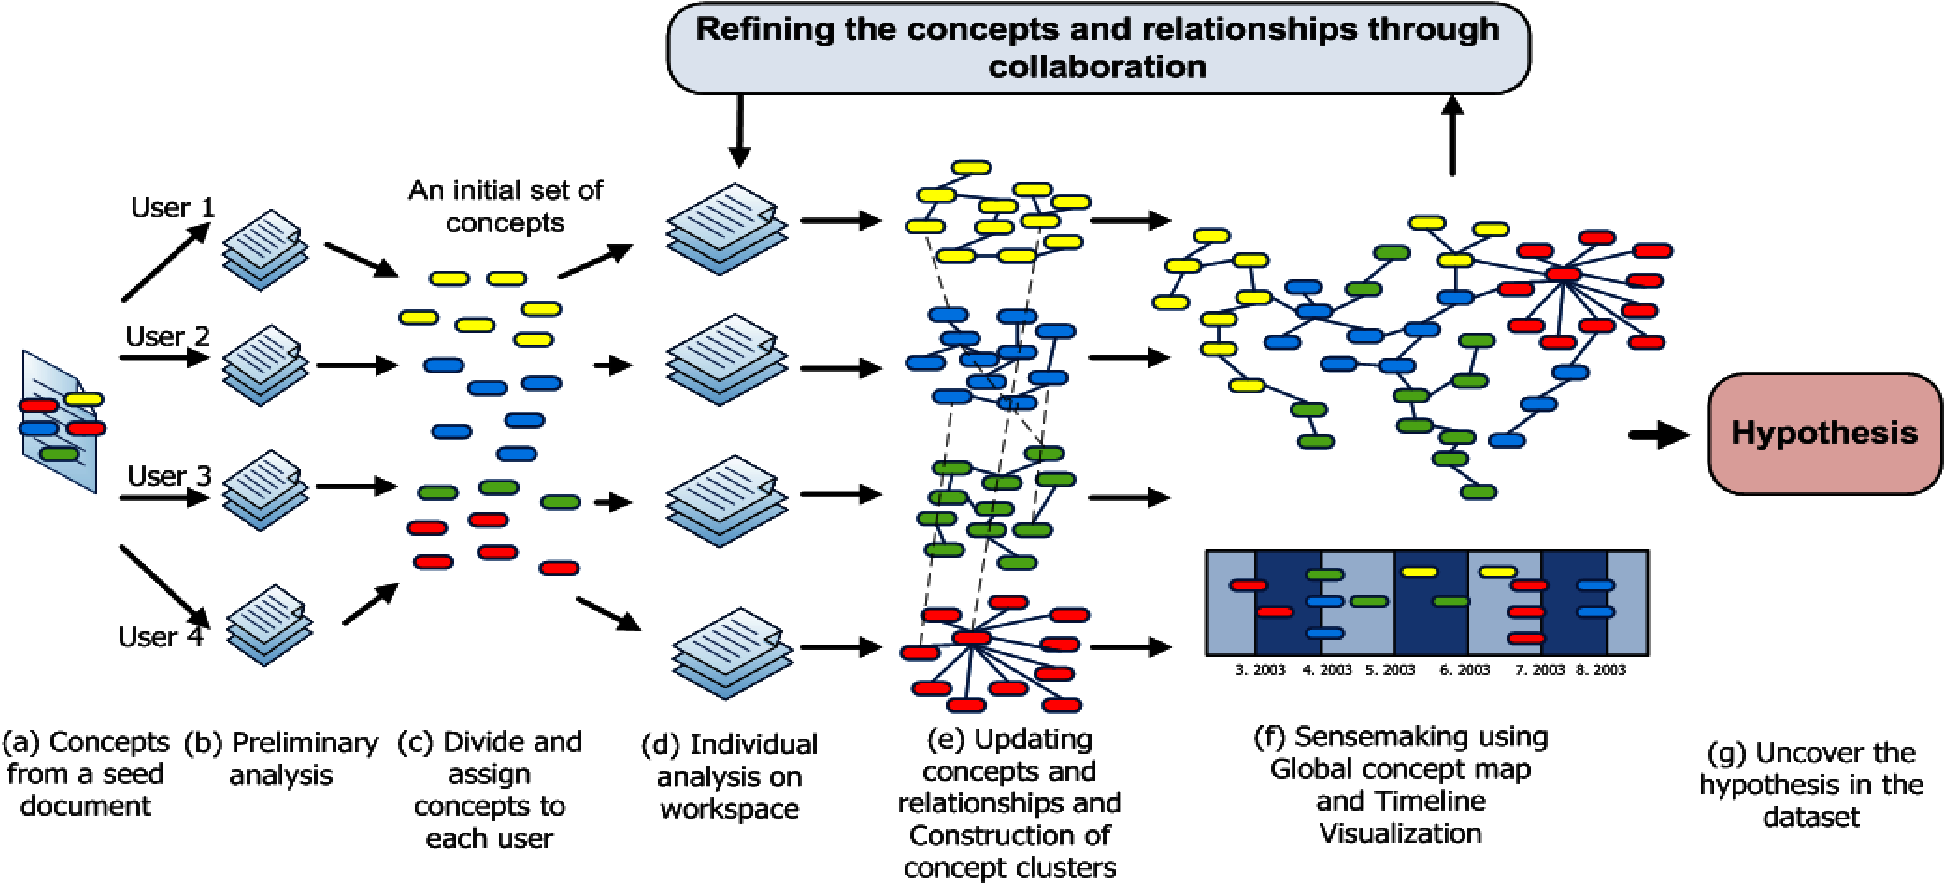 Refining the concepts and relationships through
collaboration
An initial set of
concepts
User 1
User 2
User 3
User 4
Hypothesis
3. 2003
4. 2003
5. 2003
6. 2003
7. 2003
8. 2003
(a) Concepts
from a seed
document
(b) Preliminary
analysis
(c) Divide and
assign
concepts to
each user
(d) Individual
analysis on
workspace
(e) Updating
concepts and
relationships and
Construction of
concept clusters
(f) Sensemaking using
Global concept map
and Timeline
Visualization
(g) Uncover the
hypothesis in the
dataset